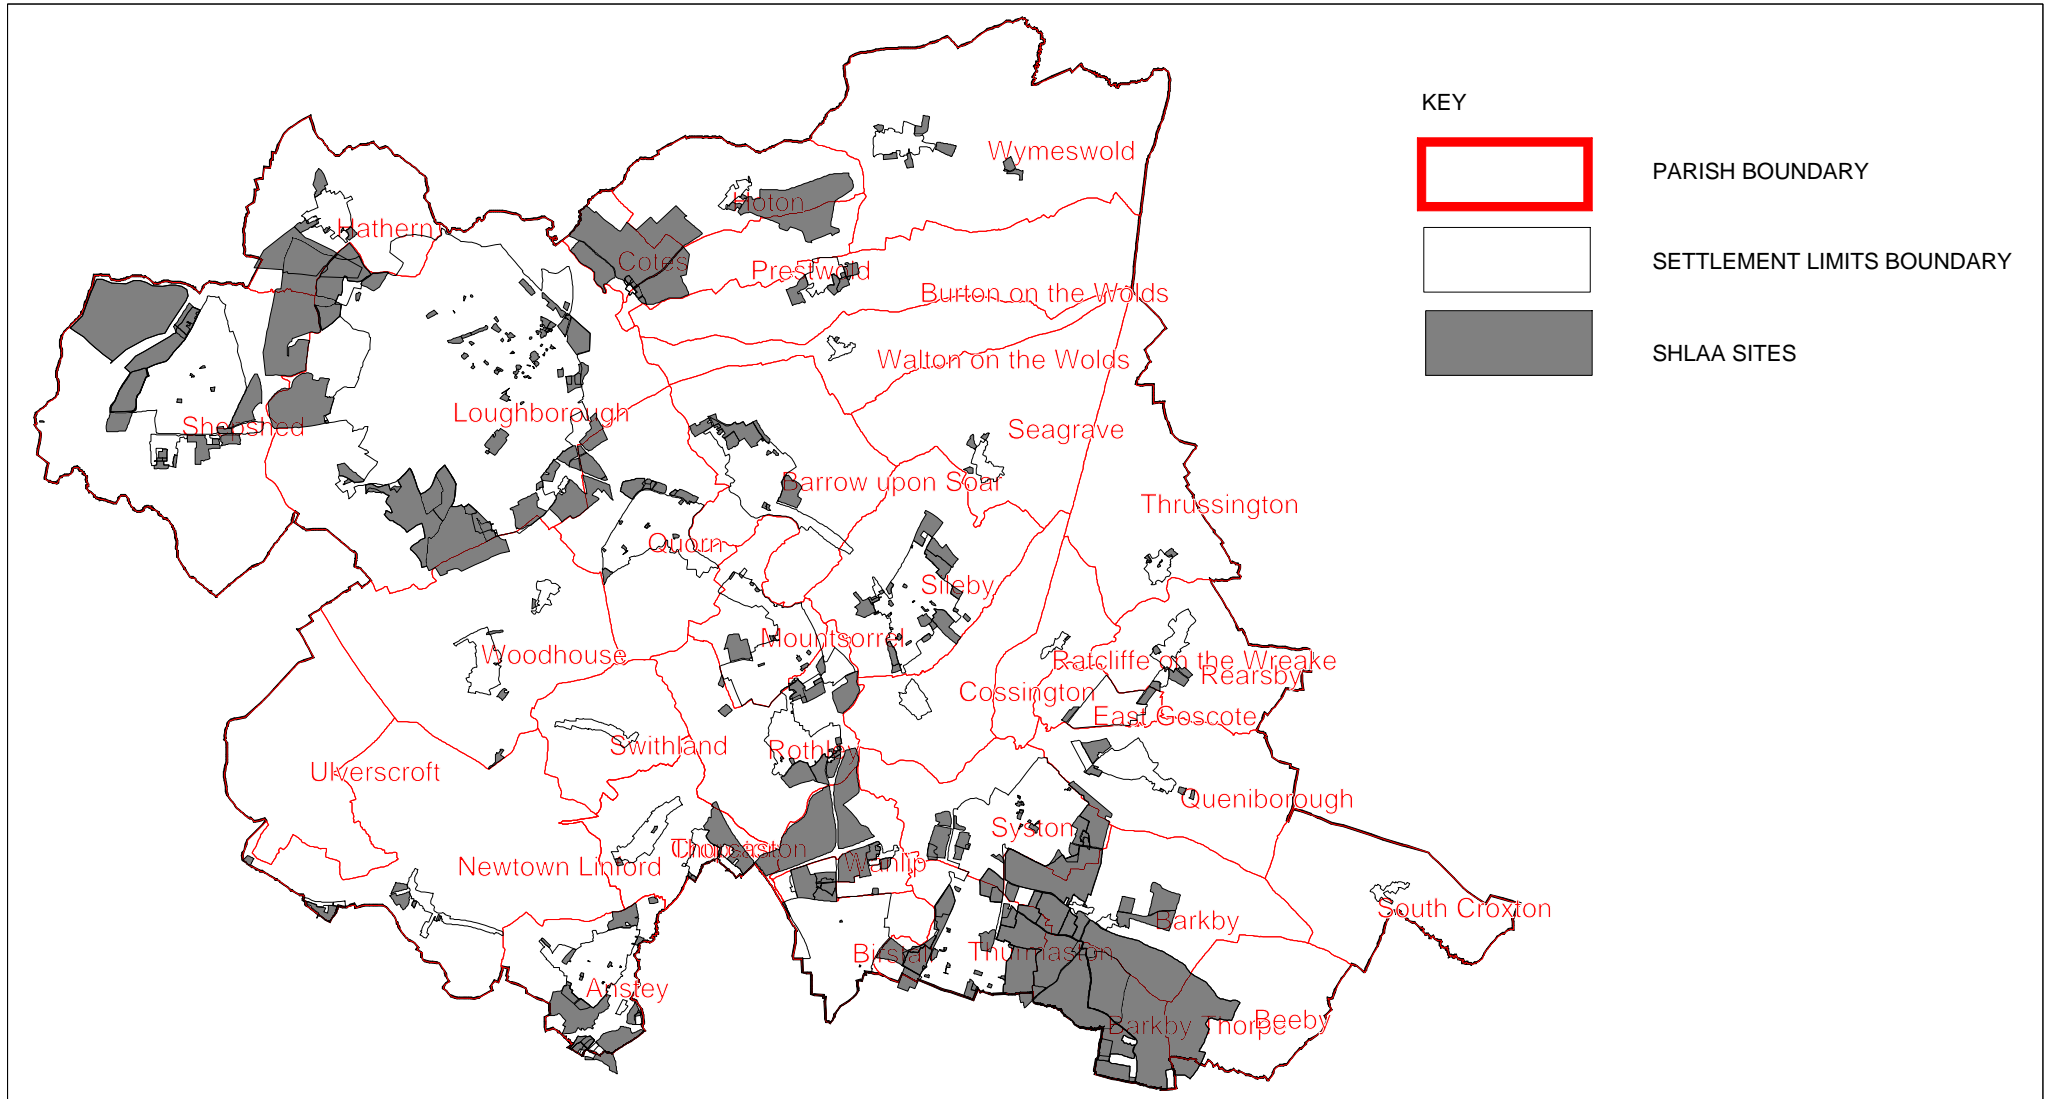 KEY
PARISH BOUNDARY
SETTLEMENT LIMITS BOUNDARY
SHLAA SITES
Wymeswold
Hoton
Hathern
Cotes
Prestwold
Burton on the Wolds
Walton on the Wolds
Loughborough
Shepshed
Seagrave
Barrow upon Soar
Thrussington
Quorn
Sileby
Mountsorrel
Woodhouse
Ratcliffe on the Wreake
Rearsby
Cossington
East Goscote
Swithland
Rothley
Ulverscroft
Queniborough
Syston
Newtown Linford
Wanlip
South Croxton
Barkby
Birstall
Thurmaston
Anstey
Barkby Thorpe
Beeby